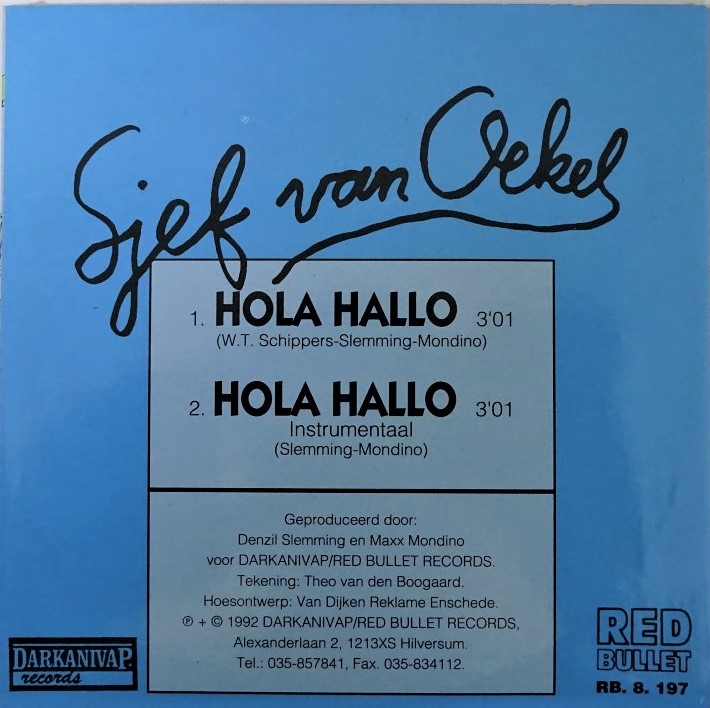 Sjef van Oekel
1. HOLA HALLO 3'01
(W.T. Schippers-Slemming-Mondino)
2. HOLA HALLO 3'01
Instrumentaal
(Slemming-Mondino)
Geproduceerd door:
Denzil Slemming en Maxx Mondino
voor DARKANIVAP/RED BULLET RECORDS.
Tekening: Theo van den Boogaard.
Hoesontwerp: Van Dijken Reklame Enschede.
℗ + © 1992 DARKANIVAP/RED BULLET RECORDS,
Alexanderlaan 2, 1213XS Hilversum.
Tel.: 035-857841, Fax. 035-834112.
DARKANIVAP.
records
RED
BULLET
RB. 8. 197